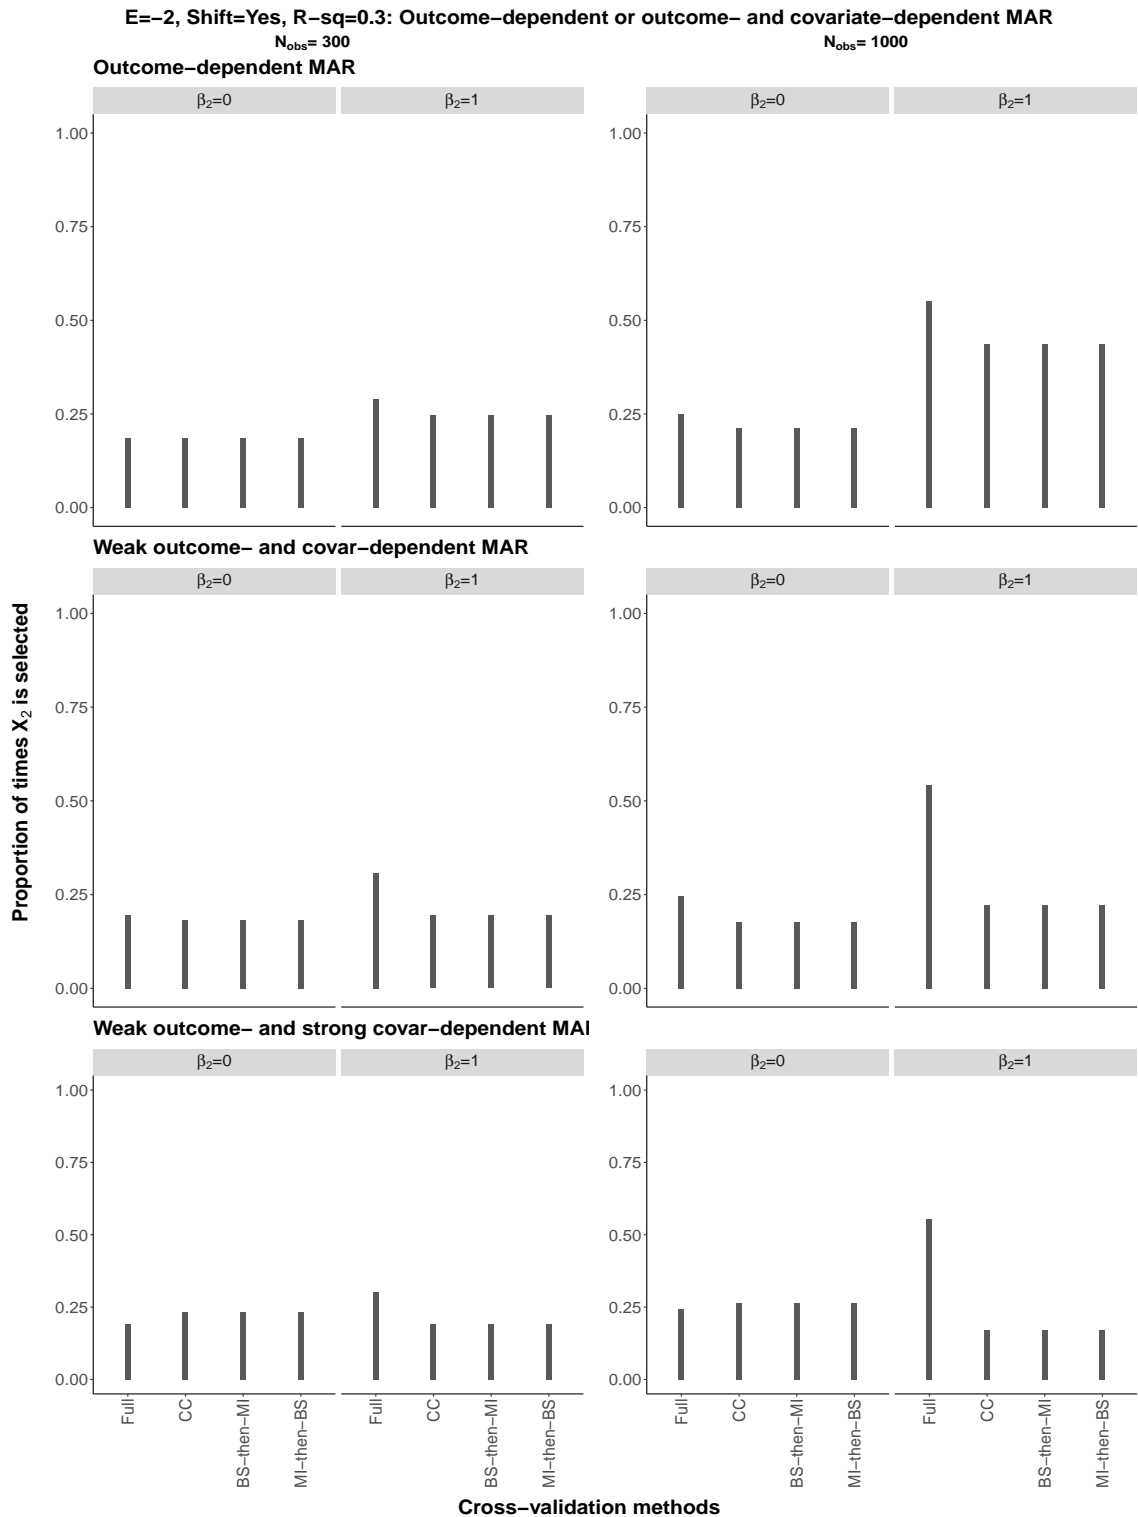 E=−2, Shift=Yes, R−sq=0.3: Outcome−dependent or outcome− and covariate−dependent MAR
N_obs= 300 N_obs= 1000
Outcome−dependent MAR
β₂=0 β₂=1 β₂=0 β₂=1
1.00 1.00
0.75 0.75
0.50 0.50
0.25 0.25
0.00 0.00
Weak outcome− and covar−dependent MAR
β₂=0 β₂=1 β₂=0 β₂=1
1.00 1.00
0.75 0.75
0.50 0.50
0.25 0.25
0.00 0.00
Proportion of times X₂ is selected
Weak outcome− and strong covar−dependent MAI
β₂=0 β₂=1 β₂=0 β₂=1
1.00 1.00
0.75 0.75
0.50 0.50
0.25 0.25
0.00 0.00
Full CC BS−then−MI MI−then−BS Full CC BS−then−MI MI−then−BS Full CC BS−then−MI MI−then−BS Full CC BS−then−MI MI−then−BS
Cross−validation methods